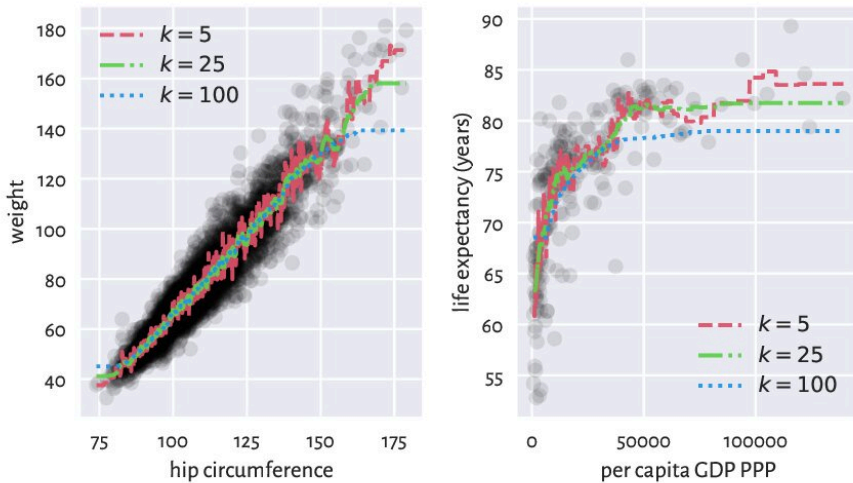 180
160
140
120
100
80
60
40
weight
k = 5
k = 25
k = 100
75 100 125 150 175
hip circumference
90
85
80
75
70
65
60
55
life expectancy (years)
k = 5
k = 25
k = 100
0 50000 100000
per capita GDP PPP